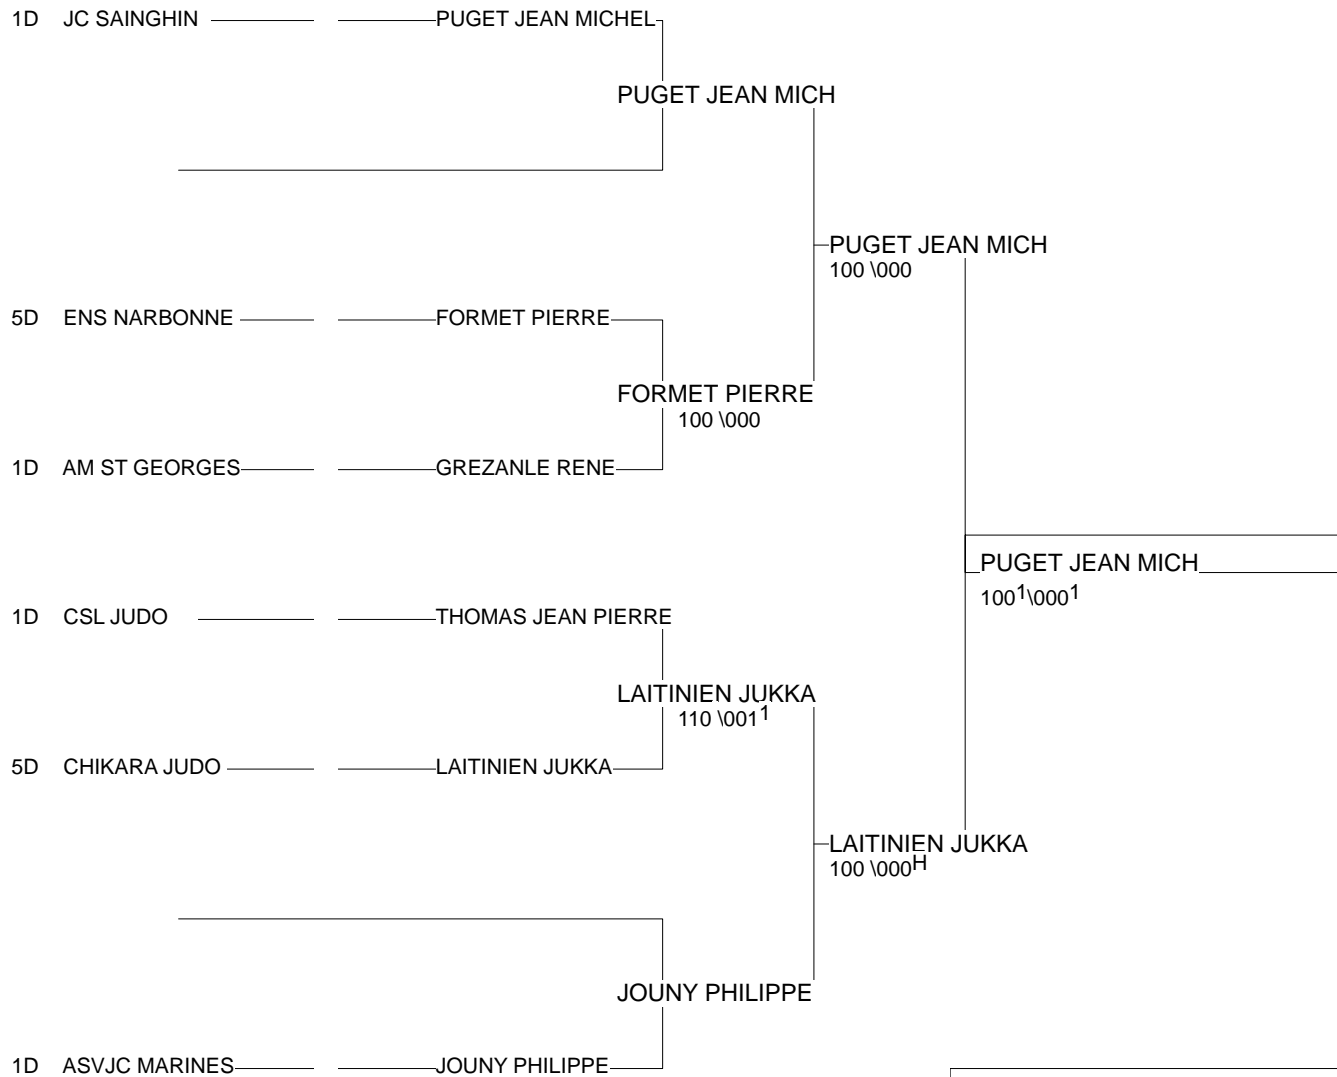 1D JC SAINGHIN PUGET JEAN MICHEL
PUGET JEAN MICH
PUGET JEAN MICH
100 \000
5D ENS NARBONNE FORMET PIERRE
FORMET PIERRE
100 \000
1D AM ST GEORGES GREZANLE RENE
PUGET JEAN MICH
100¹\000¹
1D CSL JUDO THOMAS JEAN PIERRE
LAITINIEN JUKKA
110 \001¹
5D CHIKARA JUDO LAITINIEN JUKKA
LAITINIEN JUKKA
100 \000ᴴ
JOUNY PHILIPPE
1D ASVJC MARINES JOUNY PHILIPPE